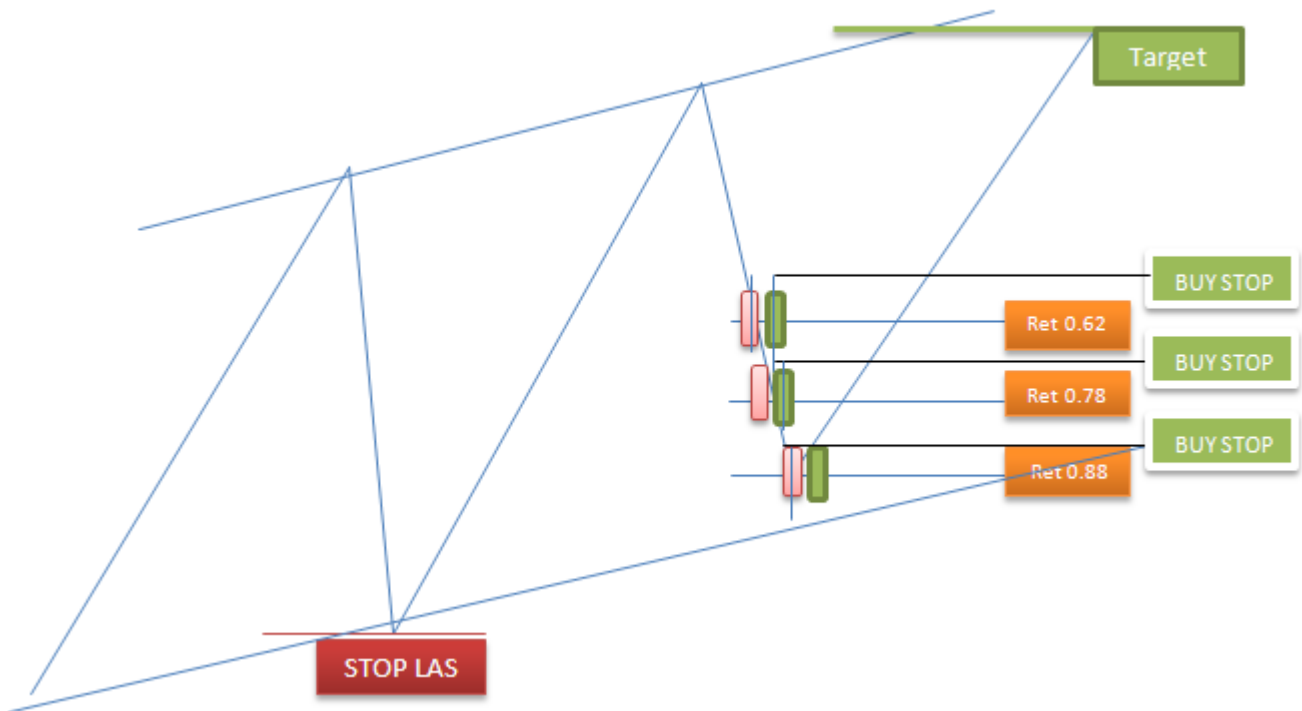 Target
BUY STOP
Ret 0.62
BUY STOP
Ret 0.78
BUY STOP
Ret 0.88
STOP LAS